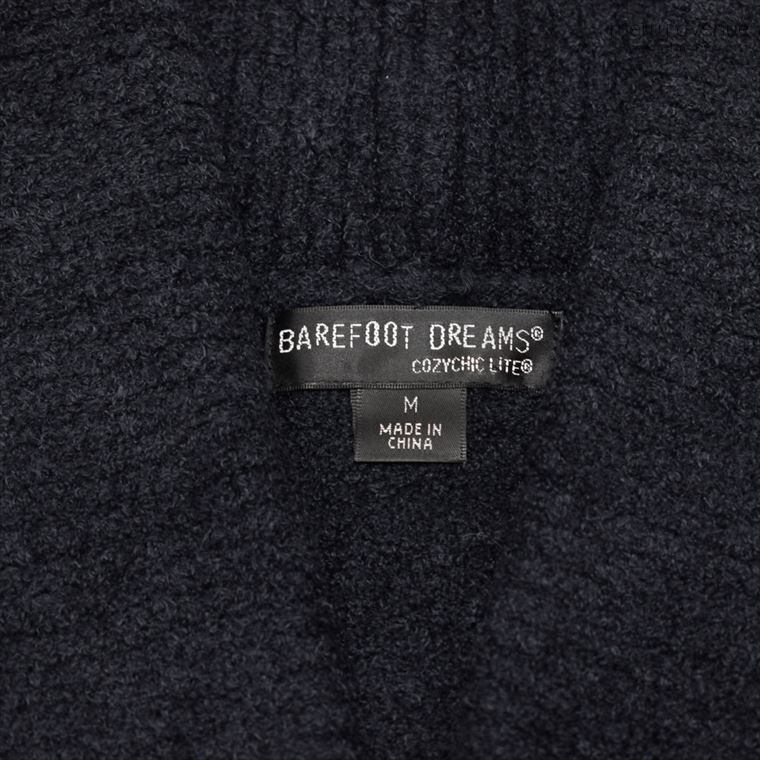 BAREFOOT DREAMS®
COZYCHIC LITE®
M
MADE IN
CHINA